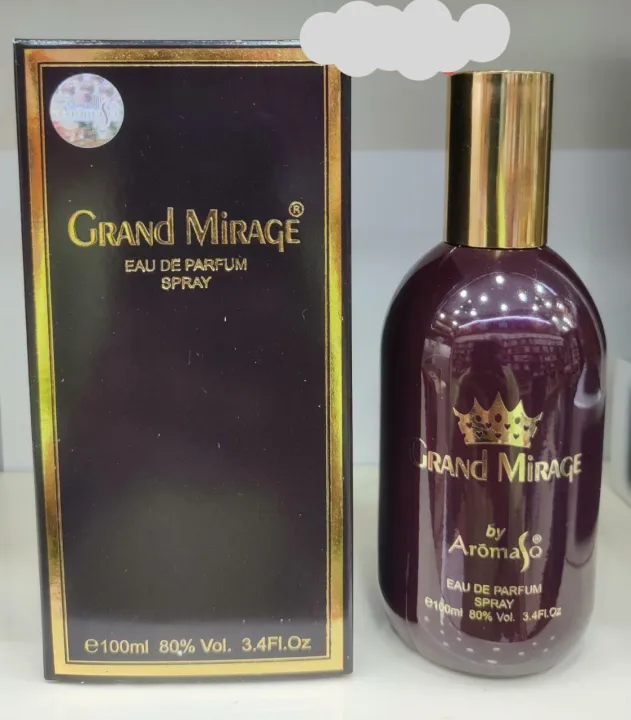 GRANd MiRAGE®
EAU DE PARFUM
SPRAY
℮100ml 80% Vol. 3.4Fl.Oz
GRANd MiRAGE
by
ArōmaSo®
EAU DE PARFUM
SPRAY
℮100ml 80% Vol. 3.4Fl.Oz